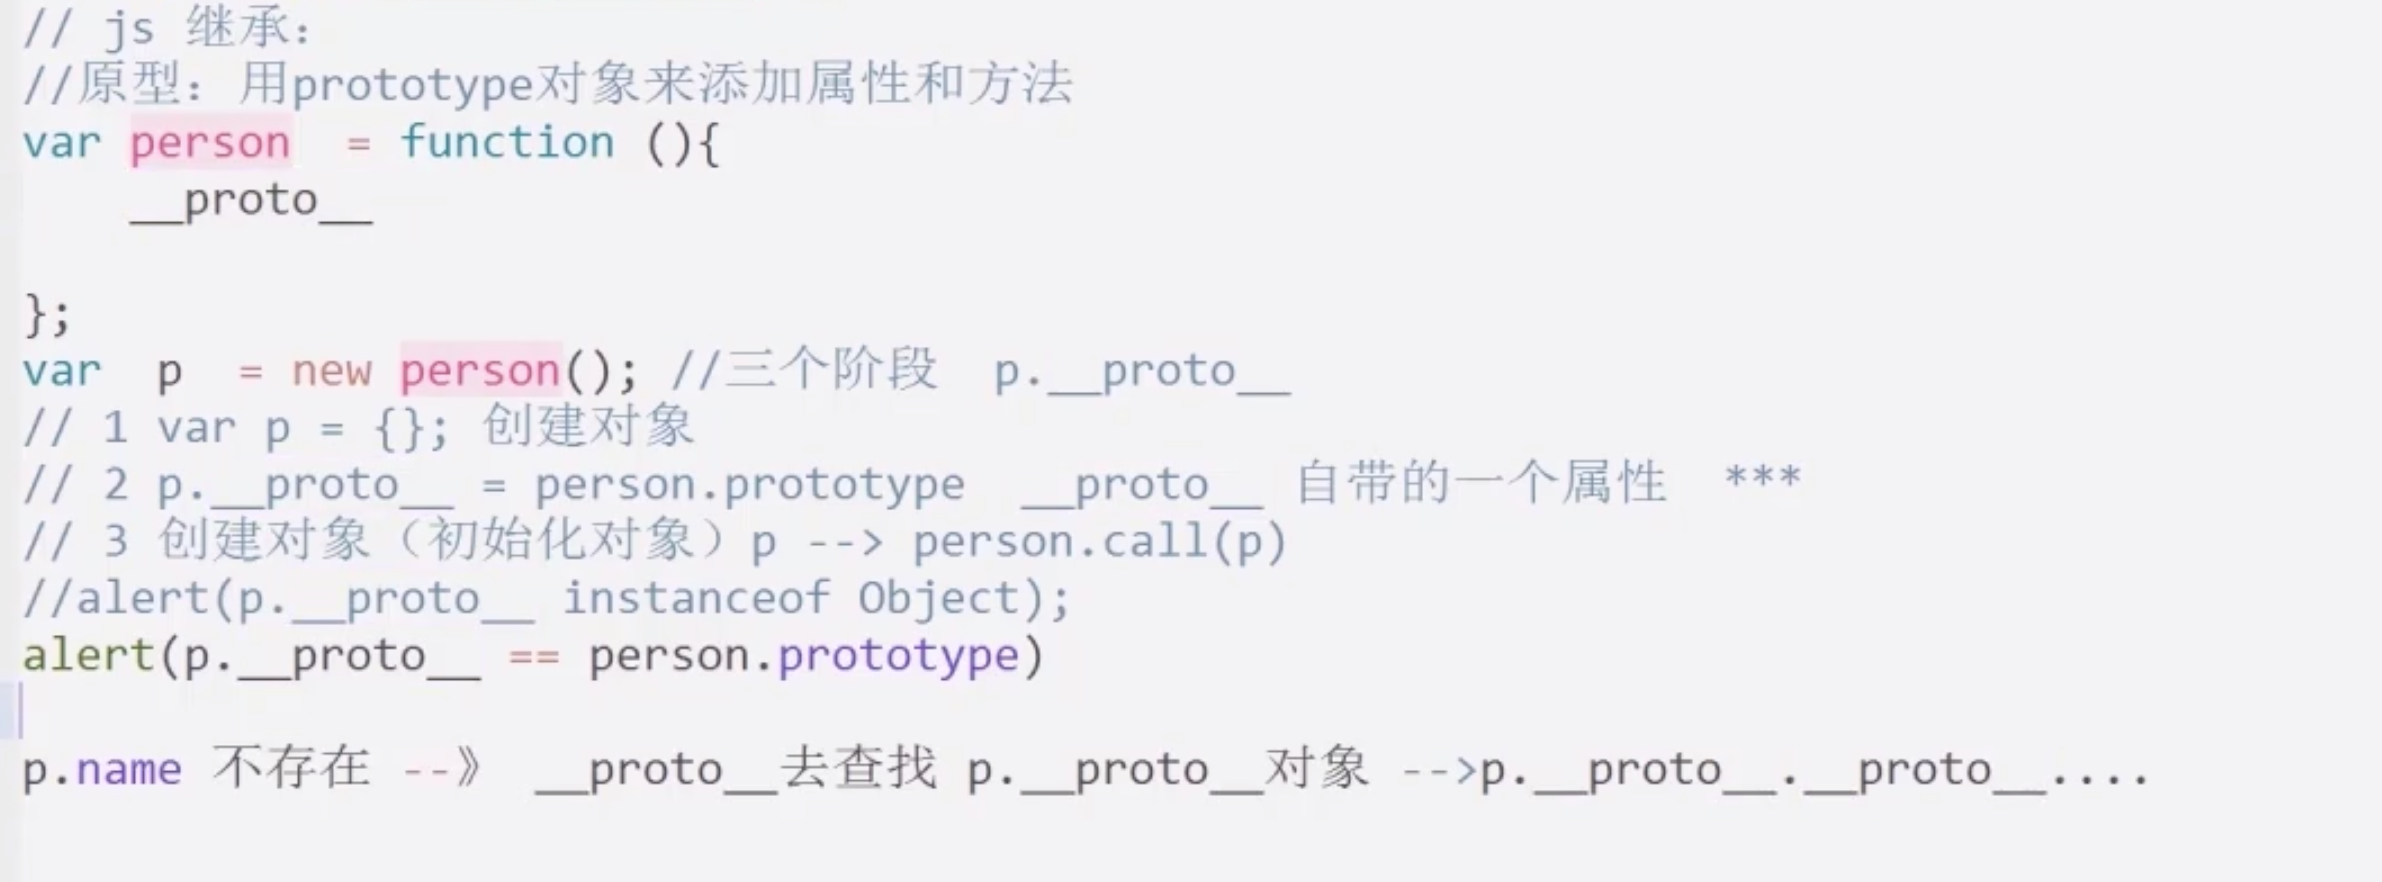 // js 继承：
//原型：用prototype对象来添加属性和方法
var person  = function (){
    __proto__
};
var  p  = new person(); //三个阶段  p.__proto__
// 1 var p = {}; 创建对象
// 2 p.__proto__ = person.prototype  __proto__ 自带的一个属性  ***
// 3 创建对象（初始化对象）p --> person.call(p)
//alert(p.__proto__ instanceof Object);
alert(p.__proto__ == person.prototype)
p.name 不存在 --》  __proto__去查找 p.__proto__对象 -->p.__proto__.__proto__....